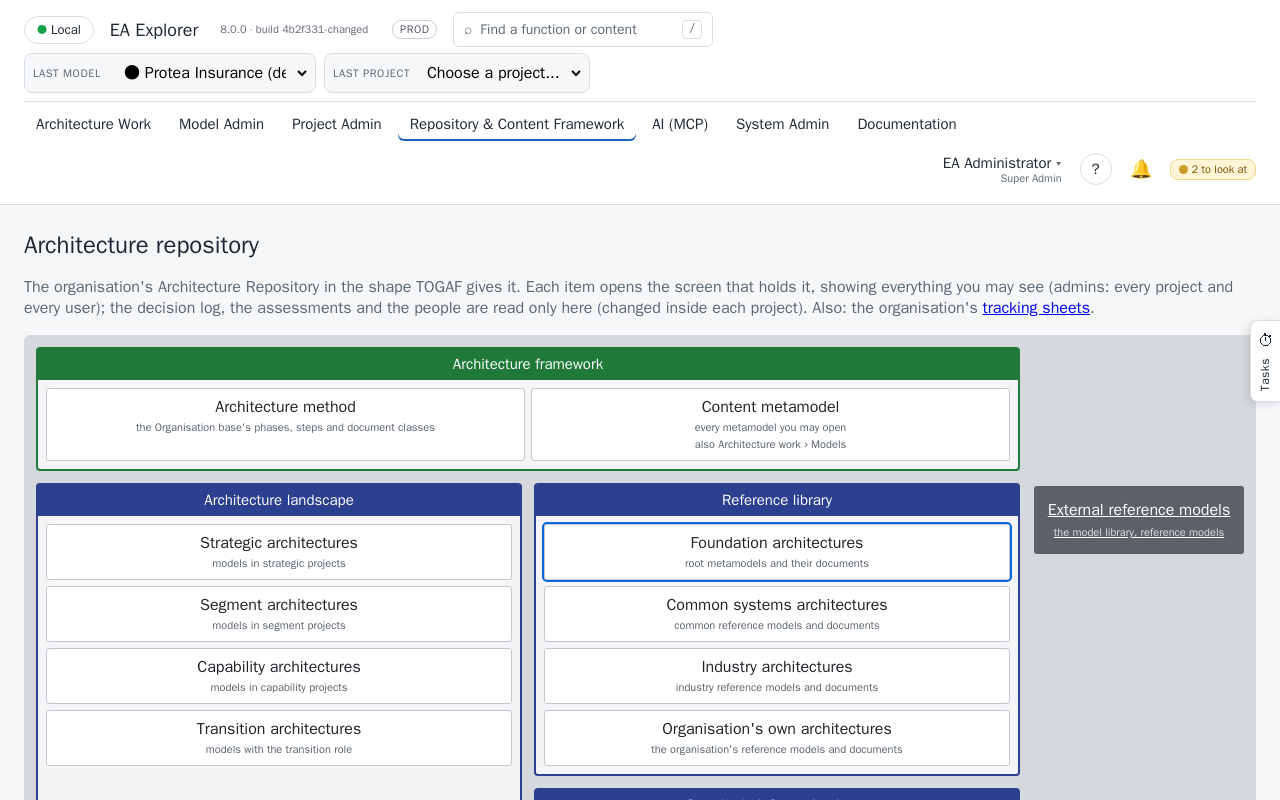 Local
EA Explorer
8.0.0 · build 4b2f331-changed
PROD
Find a function or content
/
LAST MODEL
Protea Insurance (de
LAST PROJECT
Choose a project...
Architecture Work
Model Admin
Project Admin
Repository & Content Framework
AI (MCP)
System Admin
Documentation
EA Administrator
Super Admin
?
2 to look at
Architecture repository
The organisation's Architecture Repository in the shape TOGAF gives it. Each item opens the screen that holds it, showing everything you may see (admins: every project and
every user); the decision log, the assessments and the people are read only here (changed inside each project). Also: the organisation's tracking sheets.
Tasks
Architecture framework
Architecture method
the Organisation base's phases, steps and document classes
Content metamodel
every metamodel you may open
also Architecture work › Models
Architecture landscape
Strategic architectures
models in strategic projects
Segment architectures
models in segment projects
Capability architectures
models in capability projects
Transition architectures
models with the transition role
Reference library
Foundation architectures
root metamodels and their documents
Common systems architectures
common reference models and documents
Industry architectures
industry reference models and documents
Organisation's own architectures
the organisation's reference models and documents
External reference models
the model library, reference models